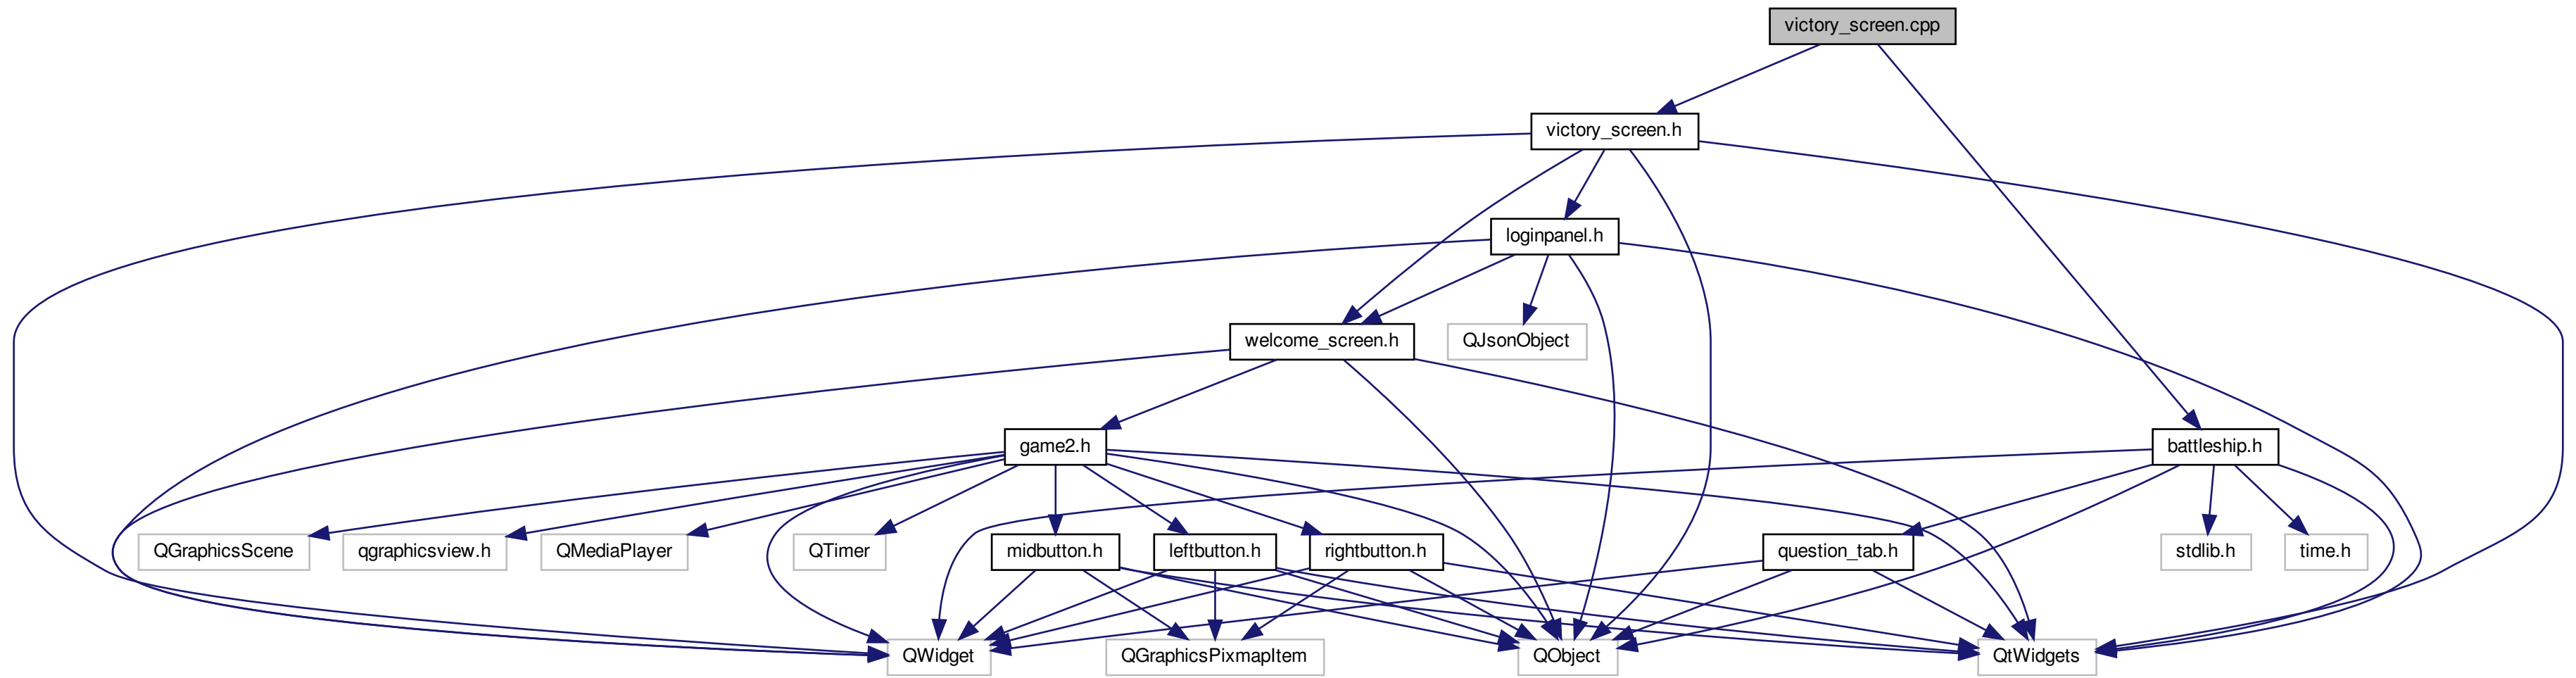 victory_screen.cpp
victory_screen.h
loginpanel.h
welcome_screen.h
QJsonObject
game2.h
battleship.h
QGraphicsScene
qgraphicsview.h
QMediaPlayer
QTimer
midbutton.h
leftbutton.h
rightbutton.h
question_tab.h
stdlib.h
time.h
QWidget
QGraphicsPixmapItem
QObject
QtWidgets